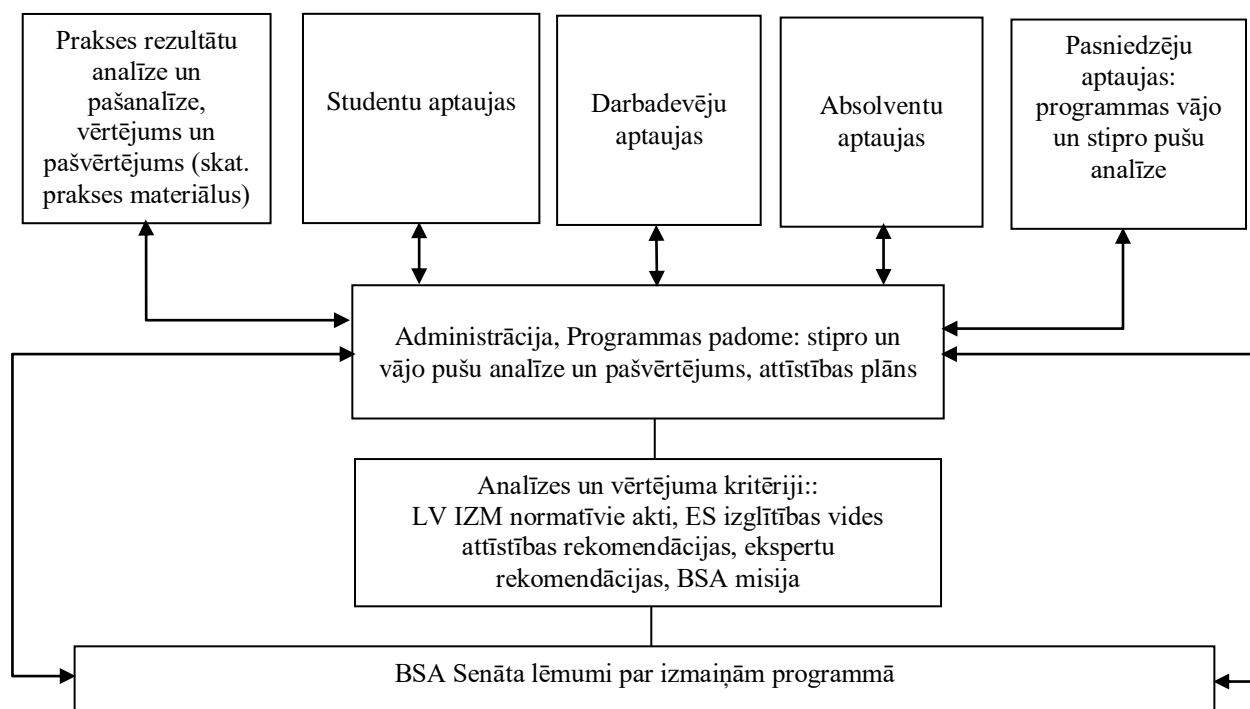 Prakses rezultātu
analīze un
pašanalīze,
vērtējums un
pašvērtējums (skat.
prakses materiālus)
Studentu aptaujas
Darbadevēju
aptaujas
Absolventu
aptaujas
Pasniedzēju
aptaujas:
programmas vājo
un stipro pušu
analīze
Administrācija, Programmas padome: stipro un
vājo pušu analīze un pašvērtējums, attīstības plāns
Analīzes un vērtējuma kritēriji::
LV IZM normatīvie akti, ES izglītības vides
attīstības rekomendācijas, ekspertu
rekomendācijas, BSA misija
BSA Senāta lēmumi par izmaiņām programmā